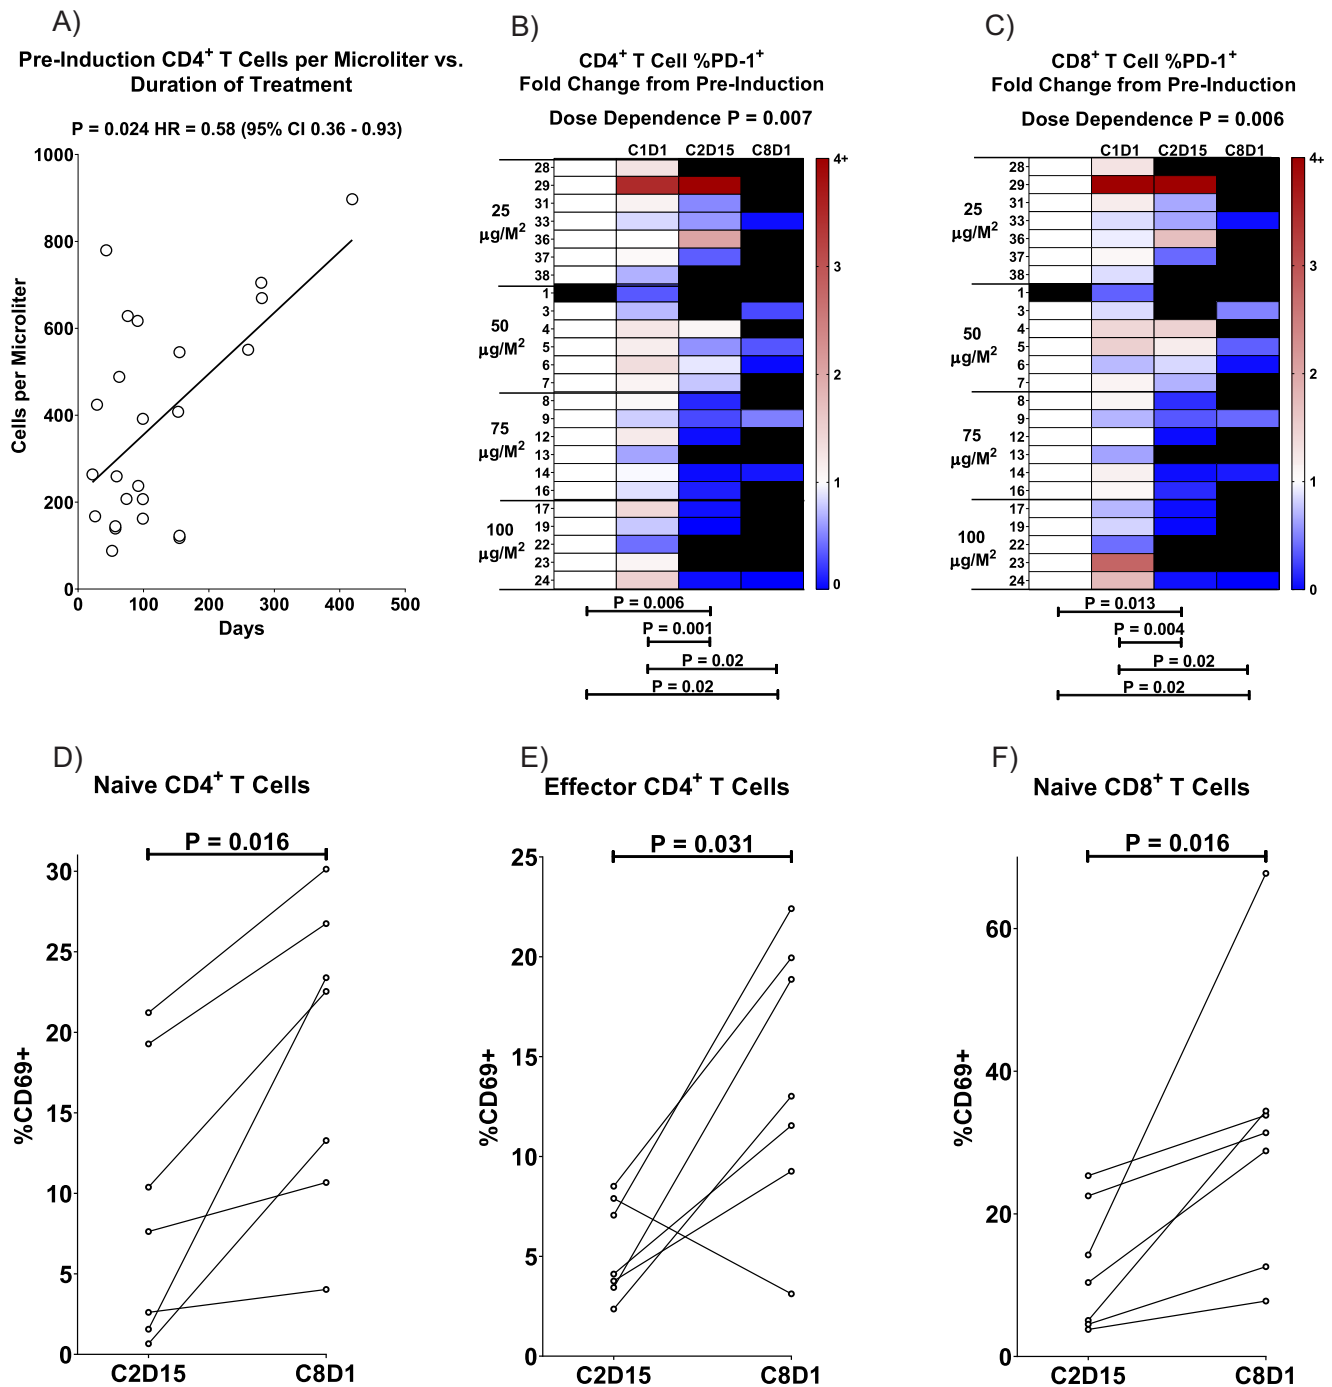 A)
Pre-Induction CD4+ T Cells per Microliter vs.
Duration of Treatment
P = 0.024 HR = 0.58 (95% CI 0.36 - 0.93)
Cells per Microliter
1000
800
600
400
200
0
0 100 200 300 400 500
Days
B)
CD4+ T Cell %PD-1+
Fold Change from Pre-Induction
Dose Dependence P = 0.007
C1D1 C2D15 C8D1
25
µg/M2
28
29
31
33
36
37
38
50
µg/M2
1
3
4
5
6
7
75
µg/M2
8
9
12
13
14
16
100
µg/M2
17
19
22
23
24
4+
3
2
1
0
P = 0.006
P = 0.001
P = 0.02
P = 0.02
C)
CD8+ T Cell %PD-1+
Fold Change from Pre-Induction
Dose Dependence P = 0.006
C1D1 C2D15 C8D1
25
µg/M2
28
29
31
33
36
37
38
50
µg/M2
1
3
4
5
6
7
75
µg/M2
8
9
12
13
14
16
100
µg/M2
17
19
22
23
24
4+
3
2
1
0
P = 0.013
P = 0.004
P = 0.02
P = 0.02
D)
Naive CD4+ T Cells
P = 0.016
%CD69+
30
25
20
15
10
5
0
C2D15 C8D1
E)
Effector CD4+ T Cells
P = 0.031
%CD69+
25
20
15
10
5
0
C2D15 C8D1
F)
Naive CD8+ T Cells
P = 0.016
%CD69+
60
40
20
0
C2D15 C8D1